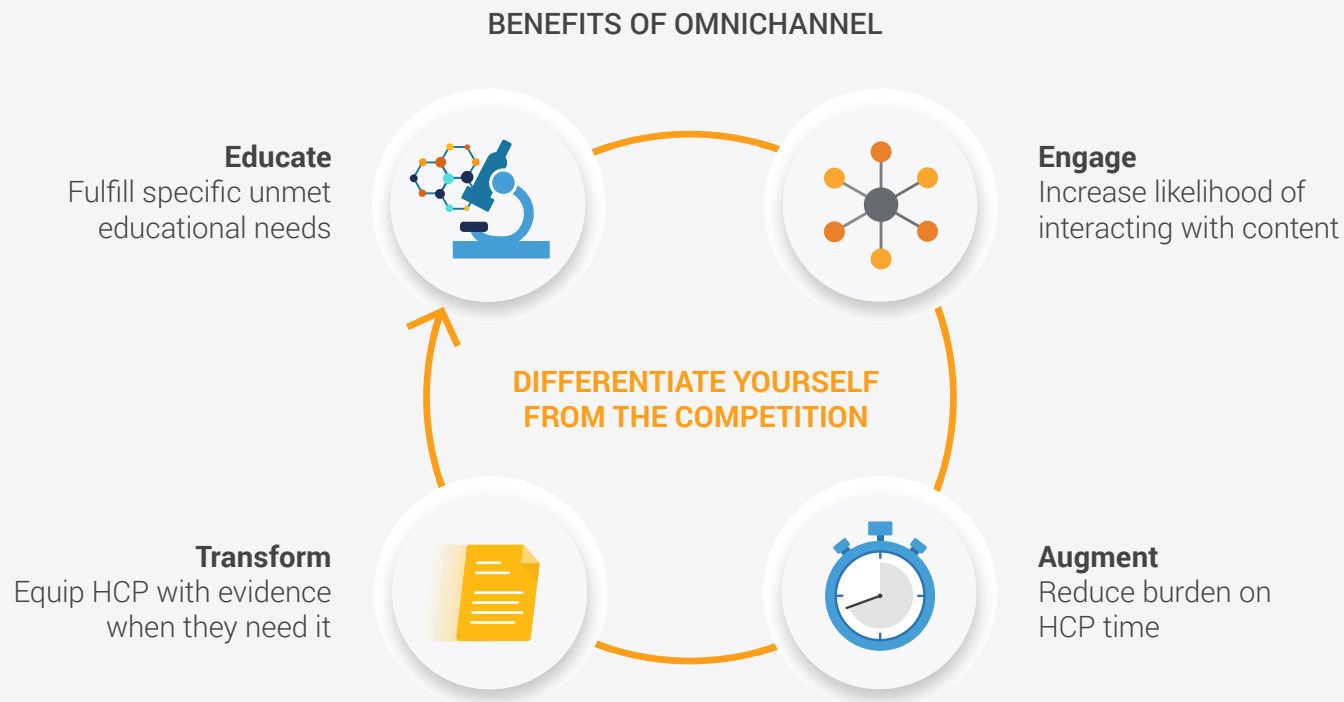 BENEFITS OF OMNICHANNEL
Educate
Fulfill specific unmet
educational needs
Engage
Increase likelihood of
interacting with content
DIFFERENTIATE YOURSELF
FROM THE COMPETITION
Transform
Equip HCP with evidence
when they need it
Augment
Reduce burden on
HCP time